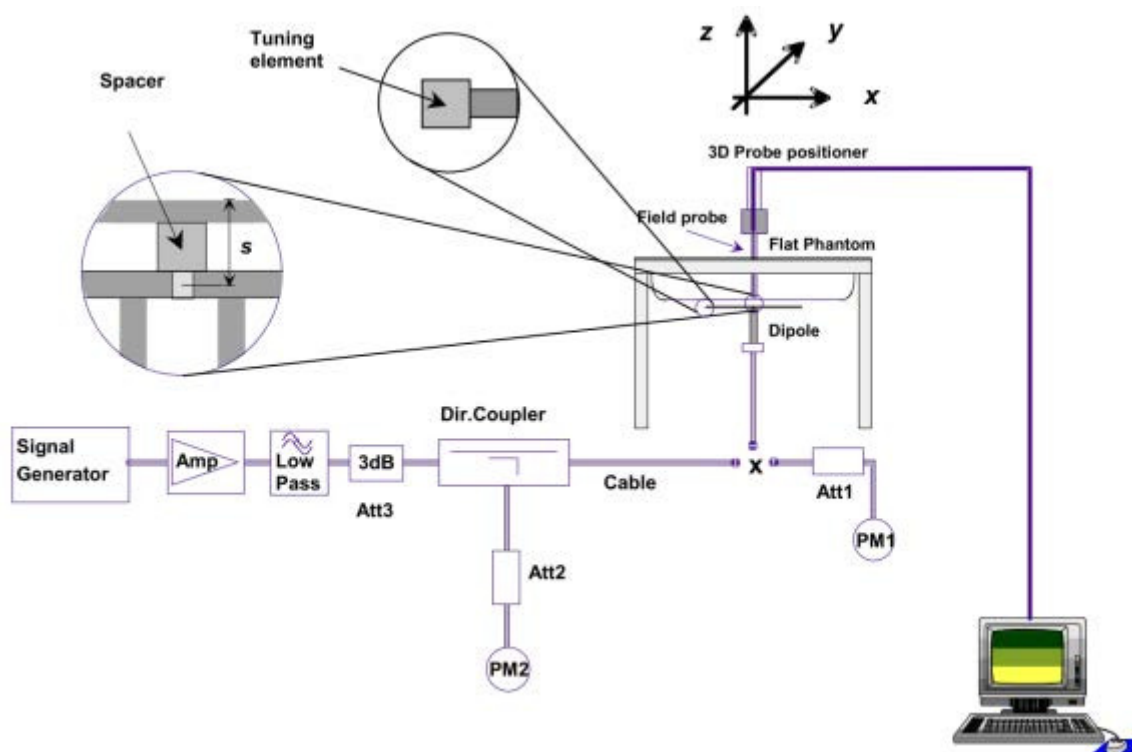 Tuning
element
Spacer
z
y
x
3D Probe positioner
Field probe
Flat Phantom
s
Dipole
Dir.Coupler
Signal
Generator
Amp
Low
Pass
3dB
Att3
Cable
x
Att1
PM1
Att2
PM2